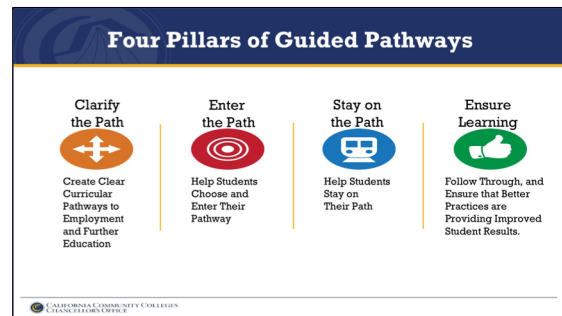 Four Pillars of Guided Pathways
Clarify
the Path
Create Clear
Curricular
Pathways to
Employment
and Further
Education
Enter
the Path
Help Students
Choose and
Enter Their
Pathway
Stay on
the Path
Help Students
Stay on
Their Path
Ensure
Learning
Follow Through, and
Ensure that Better
Practices are
Providing Improved
Student Results.
CALIFORNIA COMMUNITY COLLEGES
CHANCELLOR'S OFFICE